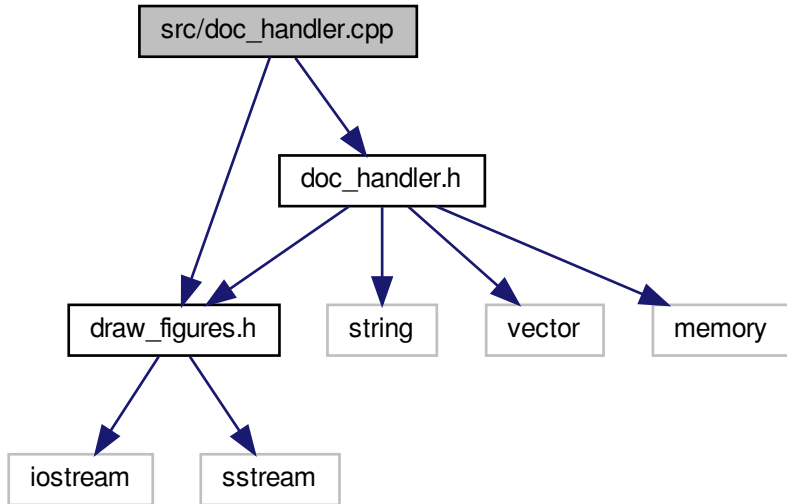 src/doc_handler.cpp
doc_handler.h
draw_figures.h
string
vector
memory
iostream
sstream